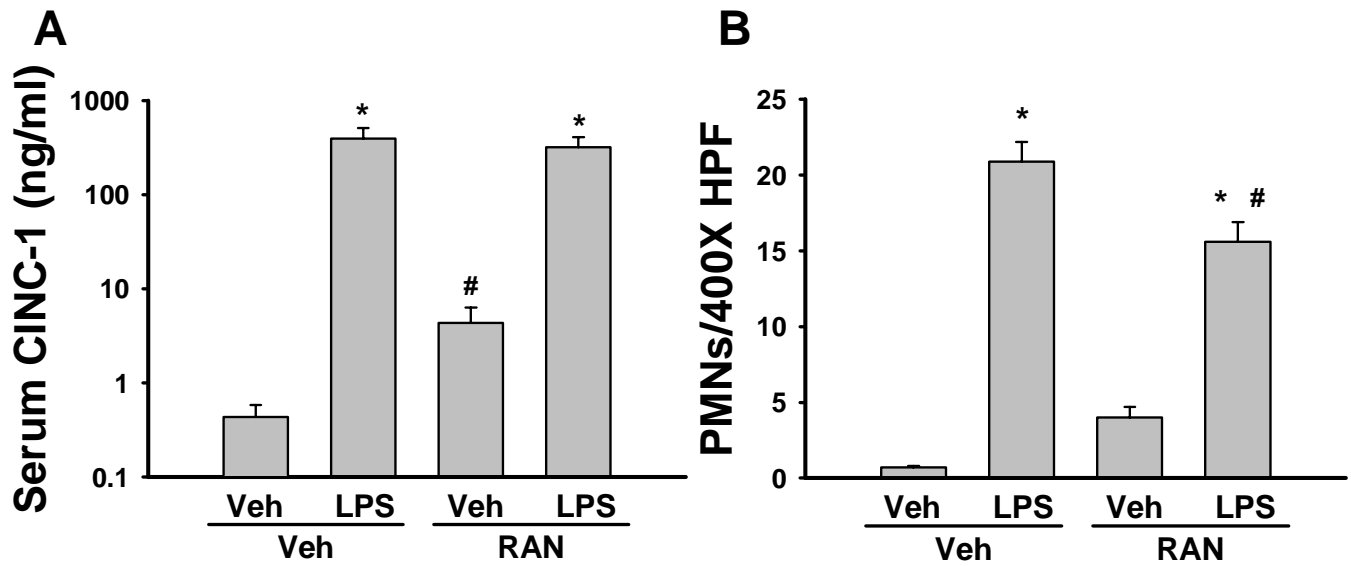 A
Serum CINC-1 (ng/ml)
1000
100
10
1
0.1
*
#
*
Veh LPS Veh LPS
Veh RAN
B
PMNs/400X HPF
25
20
15
10
5
0
*
* #
Veh LPS Veh LPS
Veh RAN